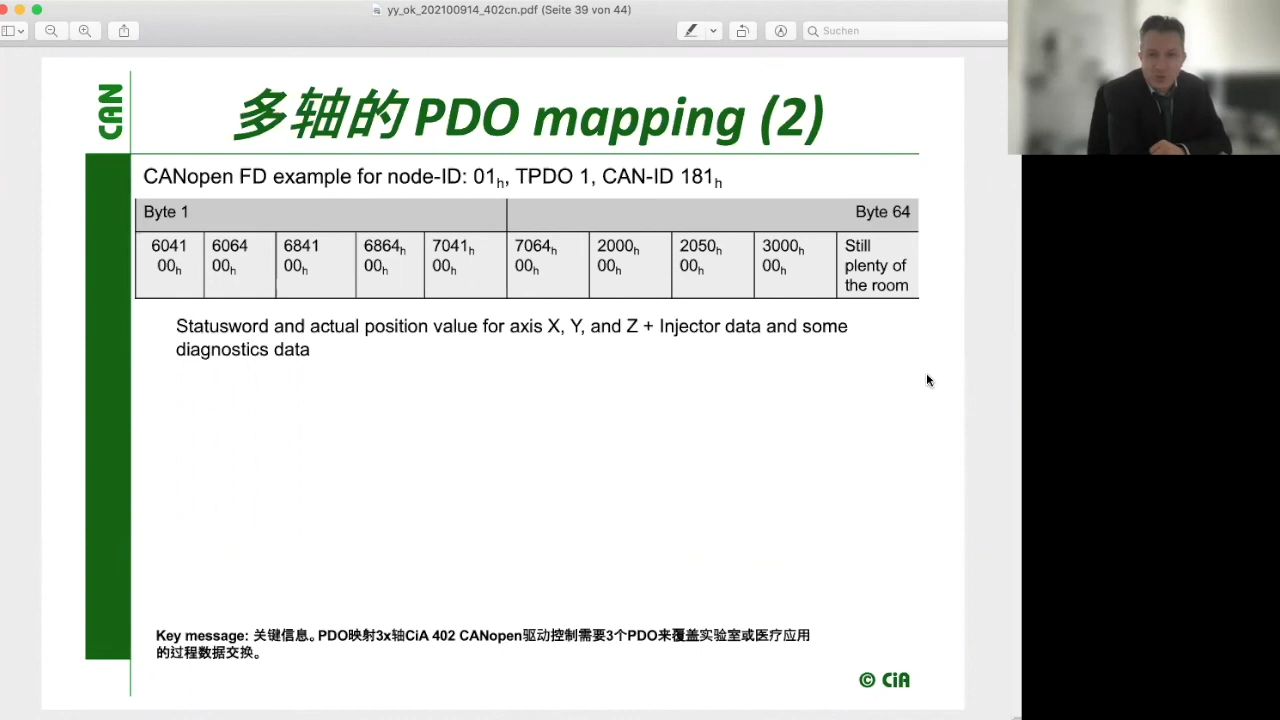 yy_ok_202100914_402cn.pdf (Seite 39 von 44)
Suchen
CAN
多轴的 PDO mapping (2)
CANopen FD example for node-ID: 01h, TPDO 1, CAN-ID 181h
Byte 1 Byte 64
6041 6064 6841 6864h 7041h 7064h 2000h 2050h 3000h Still
00h 00h 00h 00h 00h 00h 00h 00h 00h plenty of
the room
Statusword and actual position value for axis X, Y, and Z + Injector data and some
diagnostics data
Key message: 关键信息。PDO映射3x轴CiA 402 CANopen驱动控制需要3个PDO来覆盖实验室或医疗应用
的过程数据交换。
© CiA